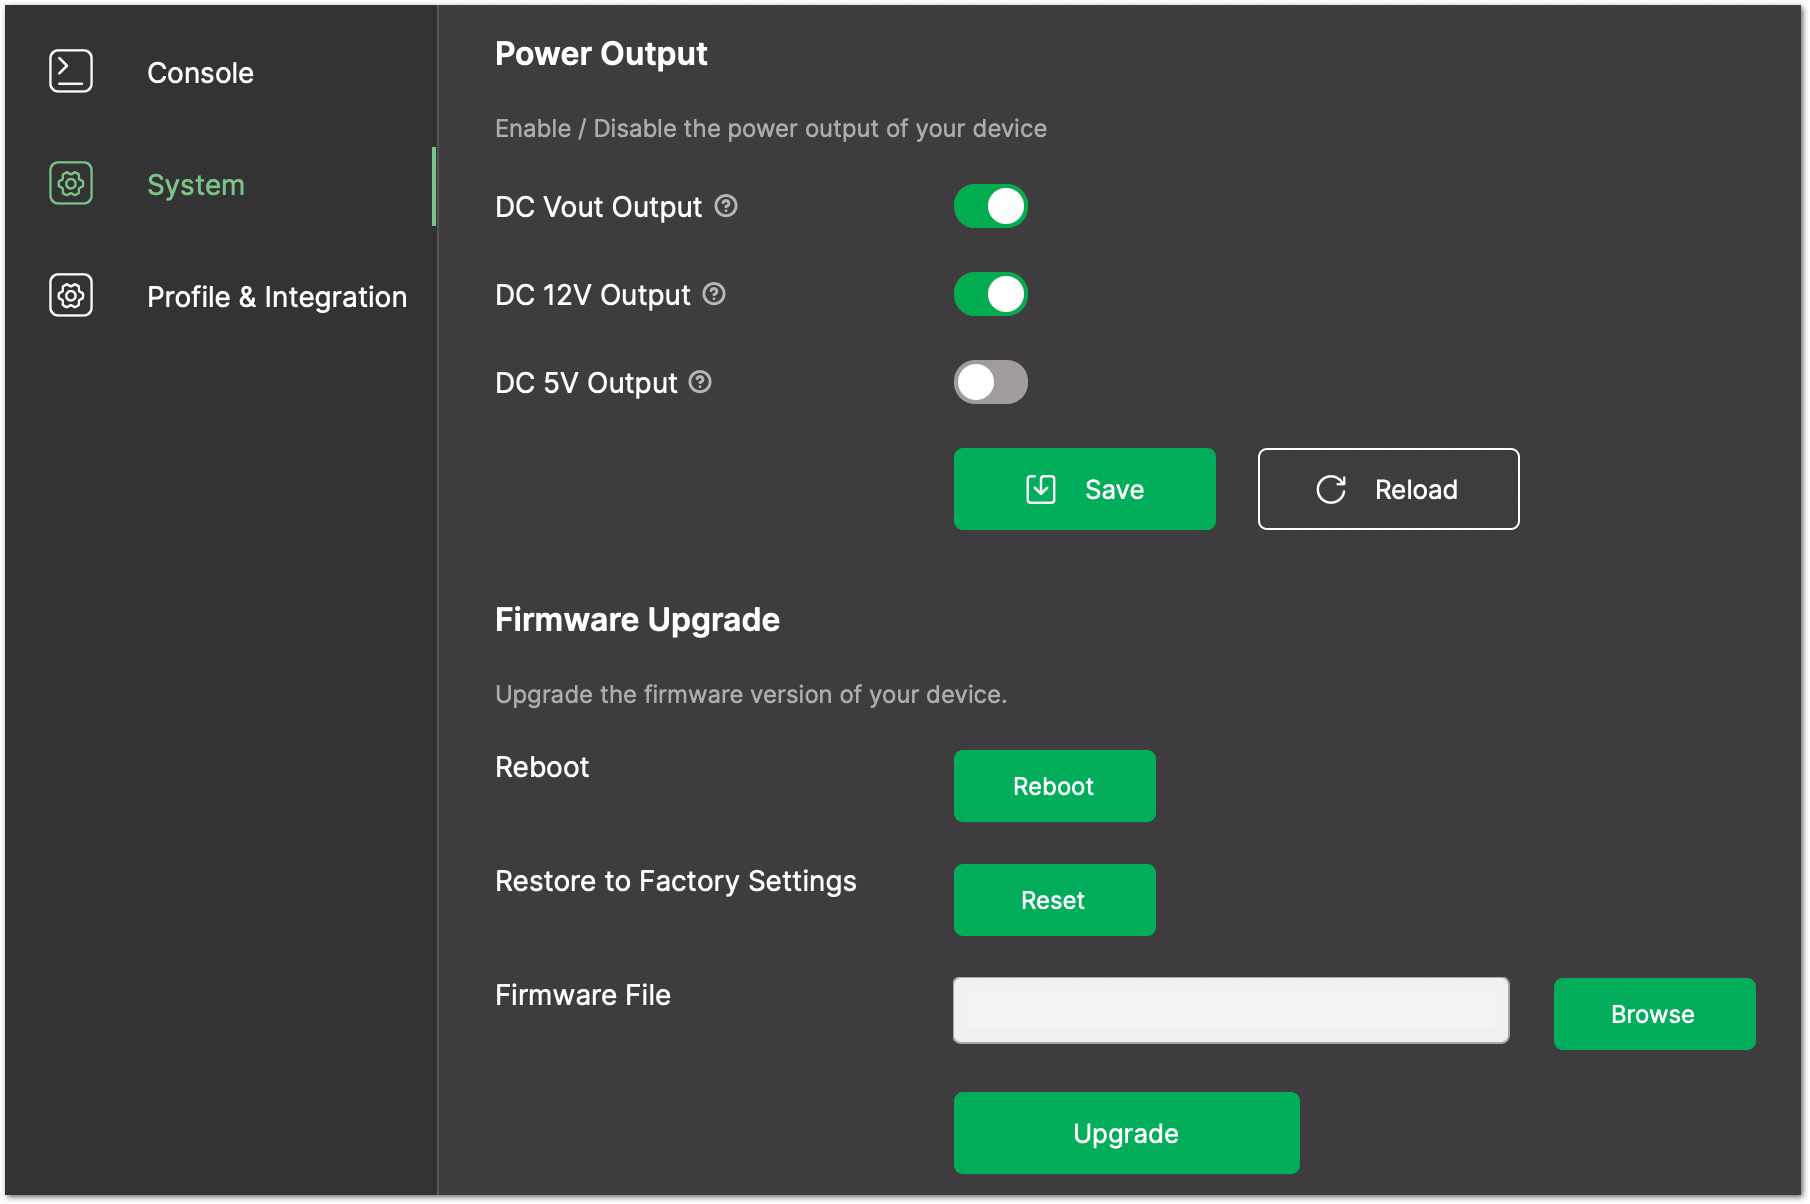 Console
System
Profile & Integration
Power Output
Enable / Disable the power output of your device
DC Vout Output
DC 12V Output
DC 5V Output
Save
Reload
Firmware Upgrade
Upgrade the firmware version of your device.
Reboot
Reboot
Restore to Factory Settings
Reset
Firmware File
Browse
Upgrade